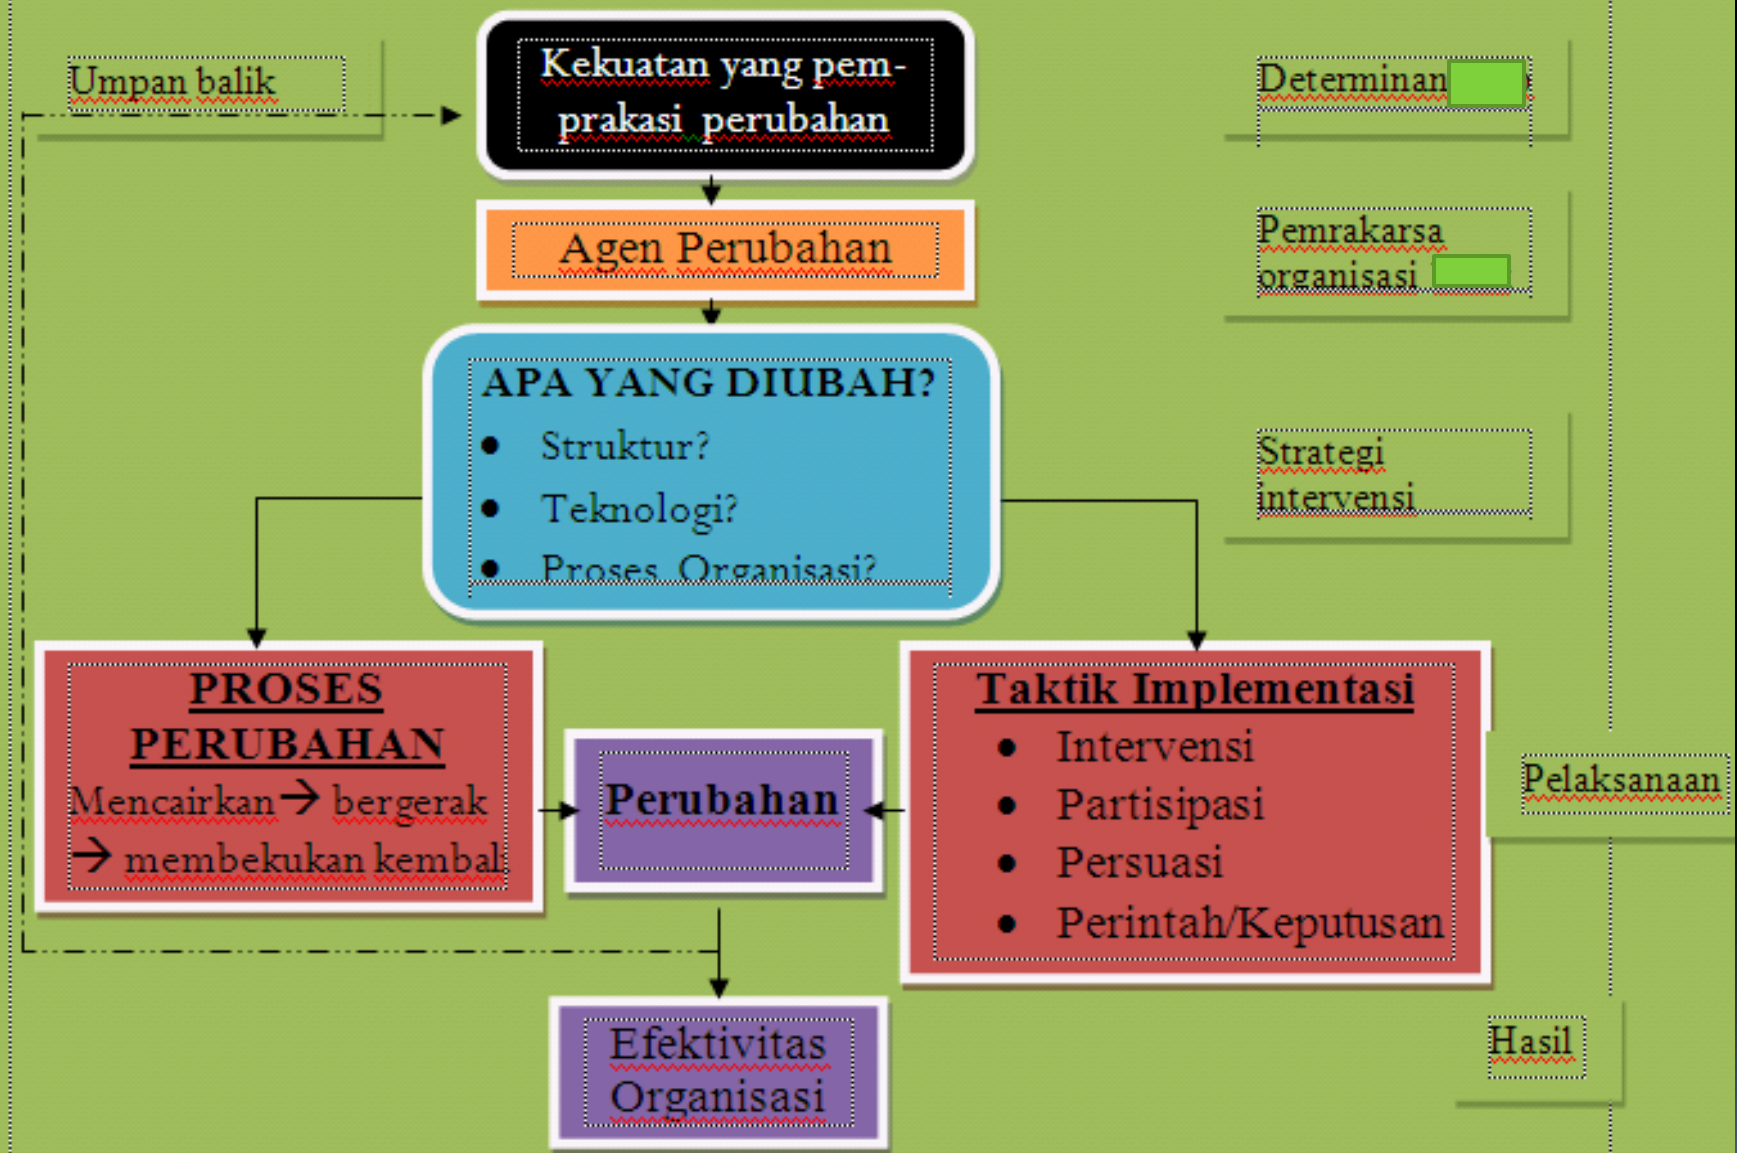 Umpan balik
Kekuatan yang pem-
prakasi perubahan
Determinan
Agen Perubahan
Pemrakarsa
organisasi
APA YANG DIUBAH?
● Struktur?
● Teknologi?
● Proses Organisasi?
Strategi
intervensi
PROSES
PERUBAHAN
Mencairkan → bergerak
→ membekukan kembali
Perubahan
Taktik Implementasi
● Intervensi
● Partisipasi
● Persuasi
● Perintah/Keputusan
Pelaksanaan
Efektivitas
Organisasi
Hasil